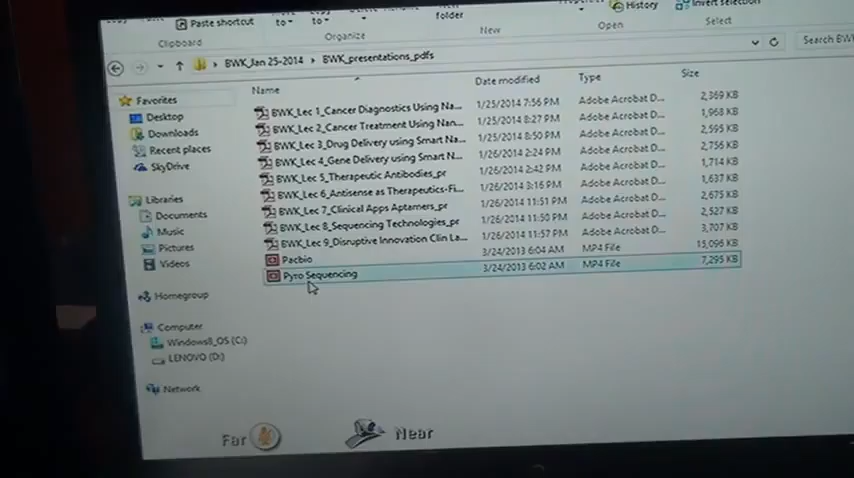 Paste shortcut
to
to
folder
History
Invert selection
Clipboard
Organize
New
Open
Select
BWK_Jan 25-2014
BWK_presentations_pdfs
Search BW
Name
Date modified
Type
Size
Favorites
Desktop
Downloads
Recent places
SkyDrive
Libraries
Documents
Music
Pictures
Videos
Homegroup
Computer
Windows8_OS (C:)
LENOVO (D:)
Network
BWK_Lec 1_Cancer Diagnostics Using Na... 1/25/2014 7:56 PM Adobe Acrobat D... 2,369 KB
BWK_Lec 2_Cancer Treatment Using Nan... 1/25/2014 8:27 PM Adobe Acrobat D... 1,968 KB
BWK_Lec 3_Drug Delivery using Smart Na... 1/25/2014 8:50 PM Adobe Acrobat D... 2,595 KB
BWK_Lec 4_Gene Delivery using Smart N... 1/26/2014 2:24 PM Adobe Acrobat D... 2,756 KB
BWK_Lec 5_Therapeutic Antibodies_pr 1/26/2014 2:42 PM Adobe Acrobat D... 1,714 KB
BWK_Lec 6_Antisense as Therapeutics-Fi... 1/26/2014 3:16 PM Adobe Acrobat D... 1,637 KB
BWK_Lec 7_Clinical Apps Aptamers_pr 1/26/2014 11:51 PM Adobe Acrobat D... 2,675 KB
BWK_Lec 8_Sequencing Technologies_pr 1/26/2014 11:50 PM Adobe Acrobat D... 2,527 KB
BWK_Lec 9_Disruptive Innovation Clin La... 1/26/2014 11:57 PM Adobe Acrobat D... 3,707 KB
Pacbio 3/24/2013 6:04 AM MP4 File 15,096 KB
Pyro Sequencing 3/24/2013 6:02 AM MP4 File 7,295 KB
Far
Near